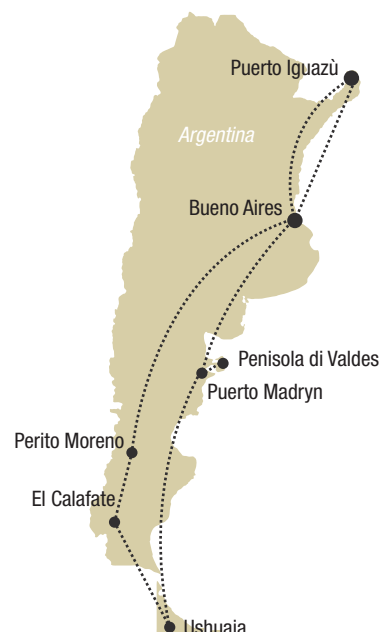 Puerto Iguazù
Argentina
Bueno Aires
Penisola di Valdes
Puerto Madryn
Perito Moreno
El Calafate
Ushuaia